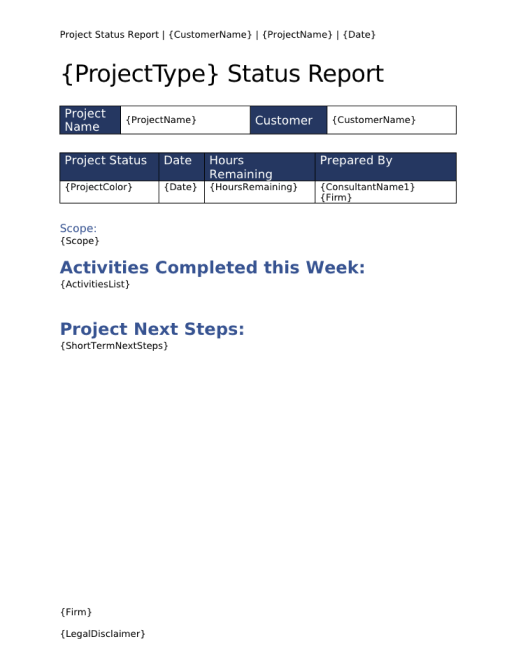 Project Status Report | {CustomerName} | {ProjectName} | {Date}
{ProjectType} Status Report
Project Name {ProjectName} Customer {CustomerName}
Project Status Date Hours Remaining Prepared By
{ProjectColor} {Date} {HoursRemaining} {ConsultantName1}
{Firm}
Scope:
{Scope}
Activities Completed this Week:
{ActivitiesList}
Project Next Steps:
{ShortTermNextSteps}
{Firm}
{LegalDisclaimer}